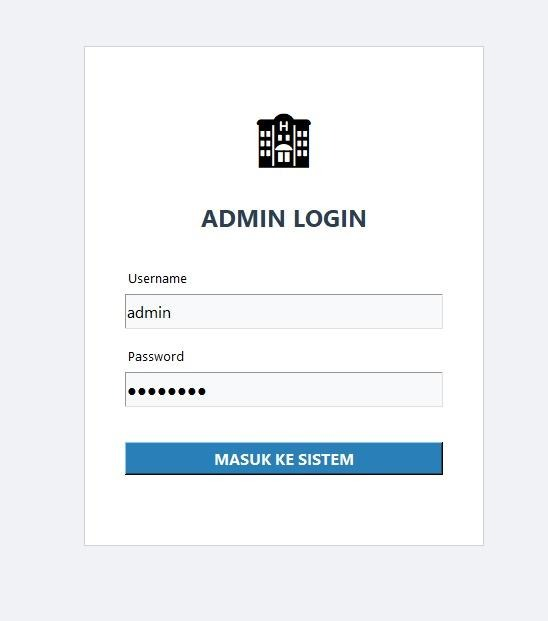 H
ADMIN LOGIN
Username
admin
Password
••••••••
MASUK KE SISTEM